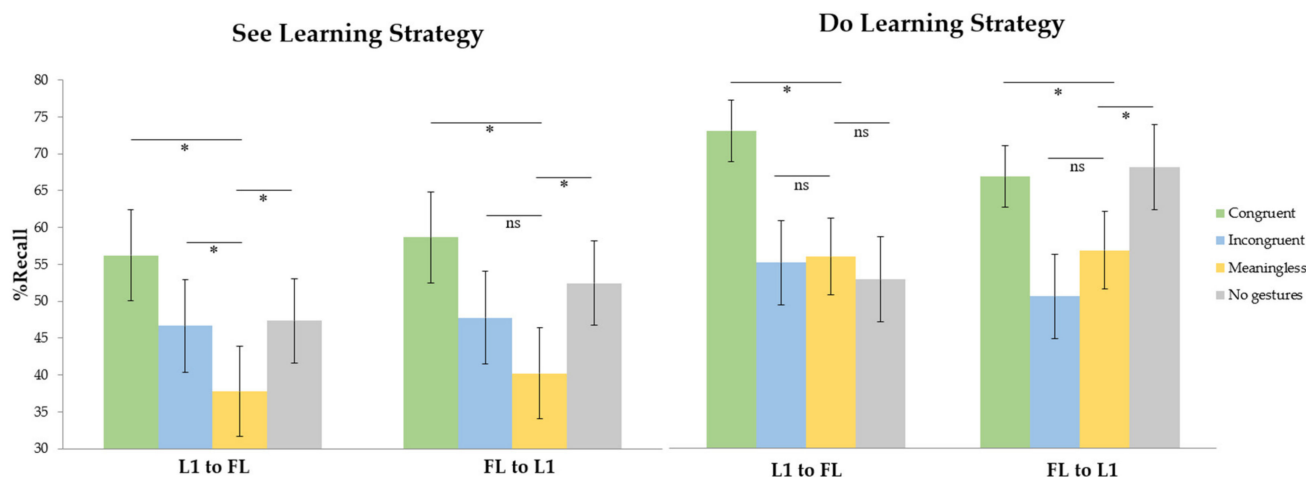 See Learning Strategy
Do Learning Strategy
%Recall
80
75
70
65
60
55
50
45
40
35
30
*
*
*
*
ns
*
*
ns
ns
*
ns
*
L1 to FL
FL to L1
L1 to FL
FL to L1
Congruent
Incongruent
Meaningless
No gestures